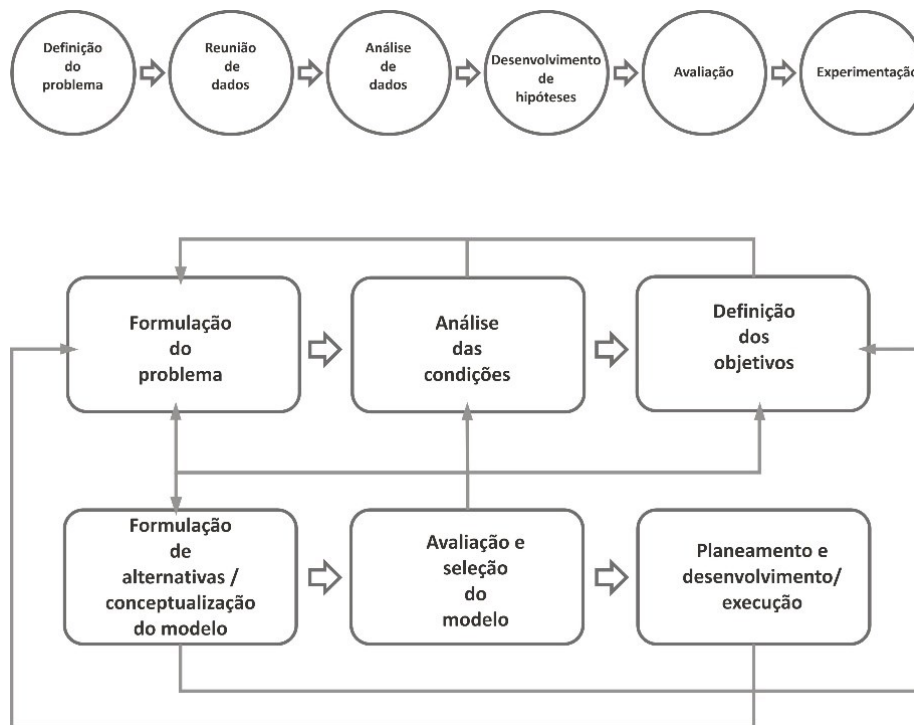 Definição
do
problema
Reunião
de
dados
Análise
de
dados
Desenvolvimento
de
hipóteses
Avaliação
Experimentação
Formulação
do
problema
Análise
das
condições
Definição
dos
objetivos
Formulação
de
alternativas /
conceptualização
do modelo
Avaliação e
seleção
do
modelo
Planeamento e
desenvolvimento/
execução